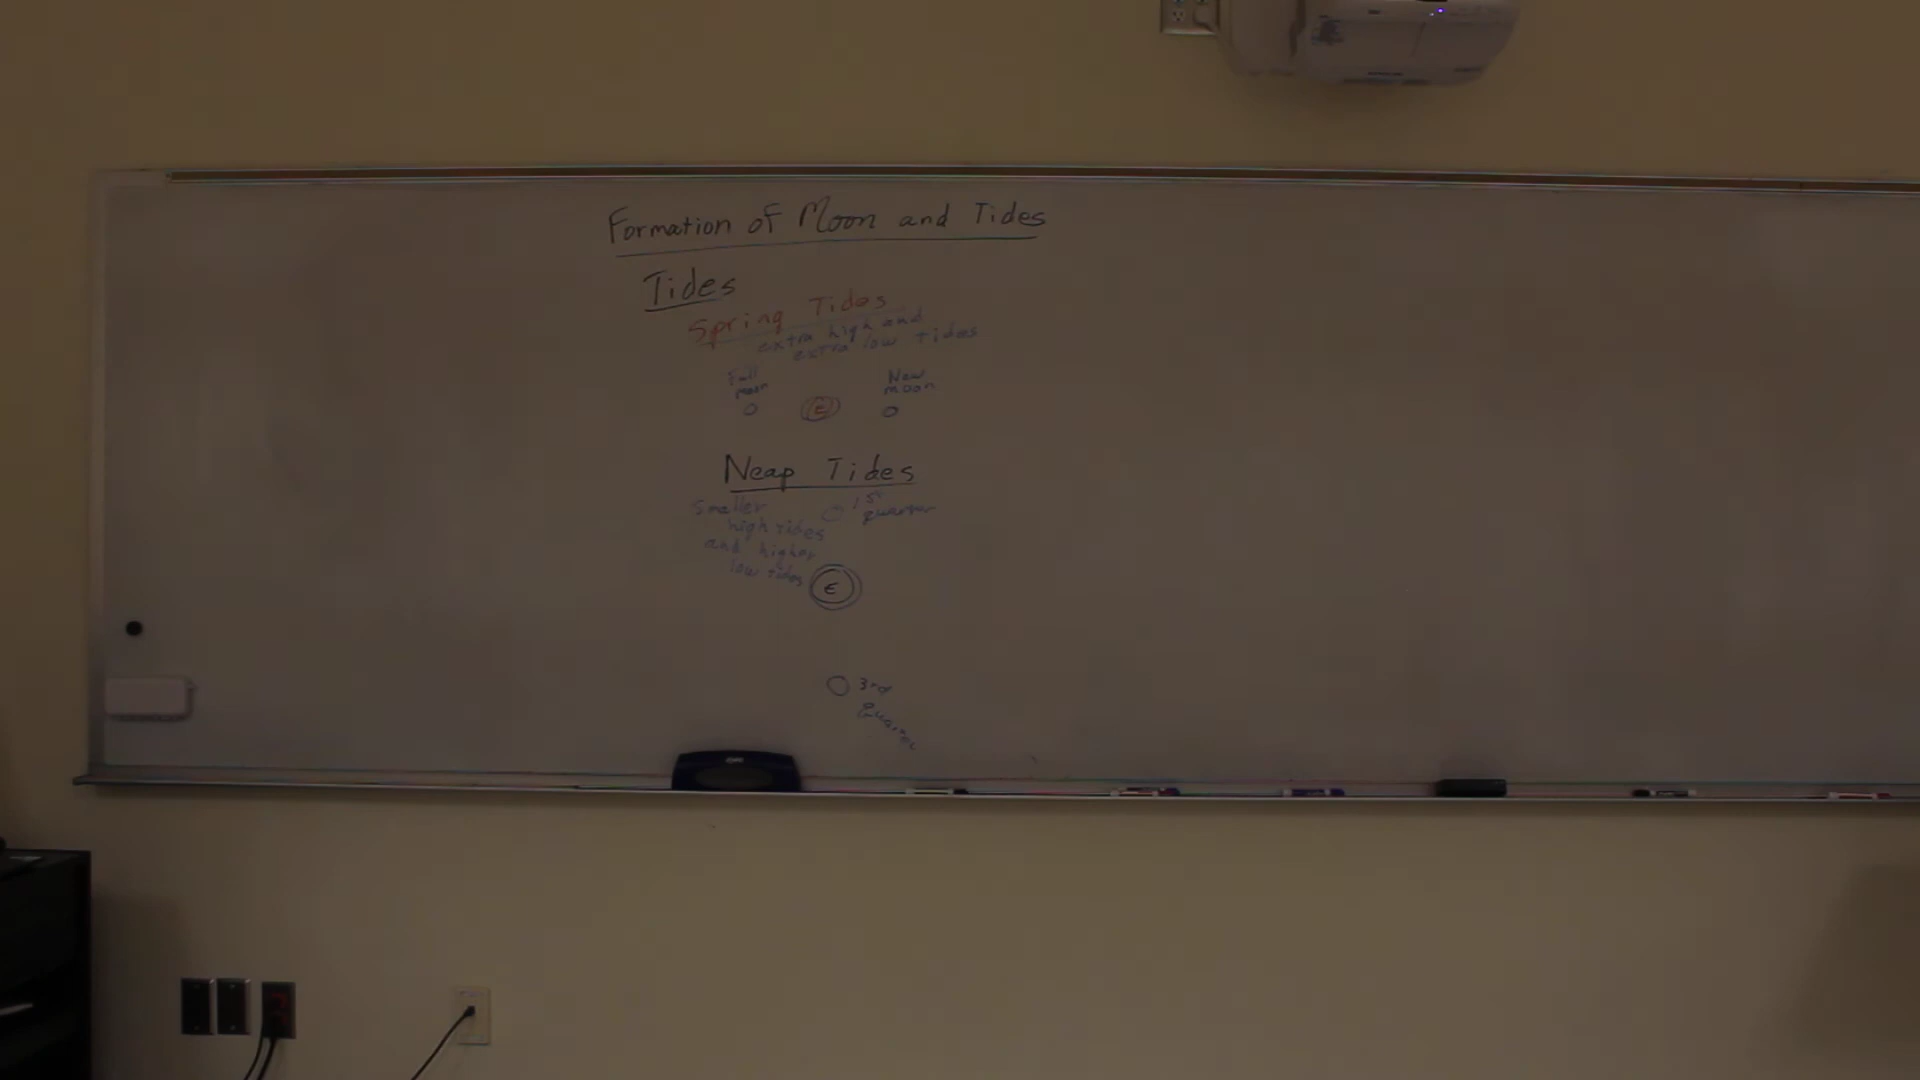 Formation of Moon and Tides
Tides
Spring Tides
extra high and
extra low tides
Full
moon
New
moon
E
Neap Tides
smaller
high tides
and higher
low tides
1st
quarter
E
3rd
Quarter